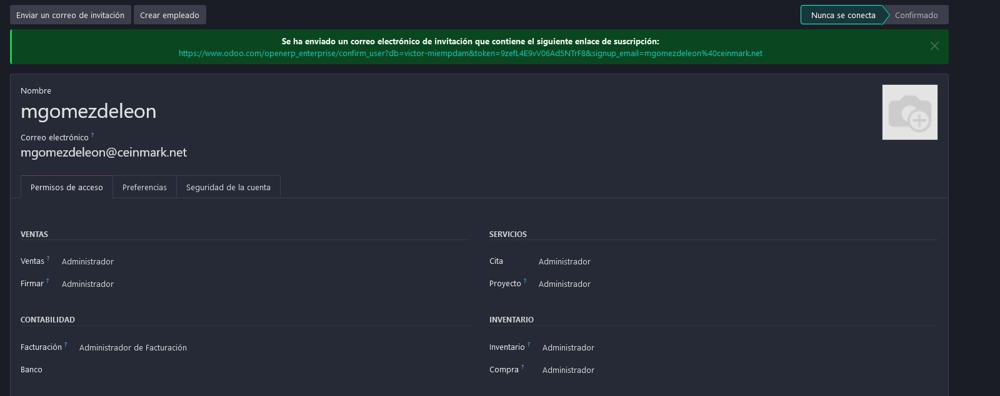 Enviar un correo de invitación Crear empleado Nunca se conecta Confirmado
Se ha enviado un correo electrónico de invitación que contiene el siguiente enlace de suscripción:
https://www.odoo.com/openerp_enterprise/confirm_user?db=victor-miempdam&token=9zefL4E9vV06Ad5NTrF8&signup_email=mgomezdeleon%40ceinmark.net
Nombre
mgomezdeleon
Correo electrónico ?
mgomezdeleon@ceinmark.net
Permisos de acceso Preferencias Seguridad de la cuenta
VENTAS
Ventas ? Administrador
Firmar ? Administrador
SERVICIOS
Cita Administrador
Proyecto ? Administrador
CONTABILIDAD
Facturación ? Administrador de Facturación
Banco
INVENTARIO
Inventario ? Administrador
Compra ? Administrador